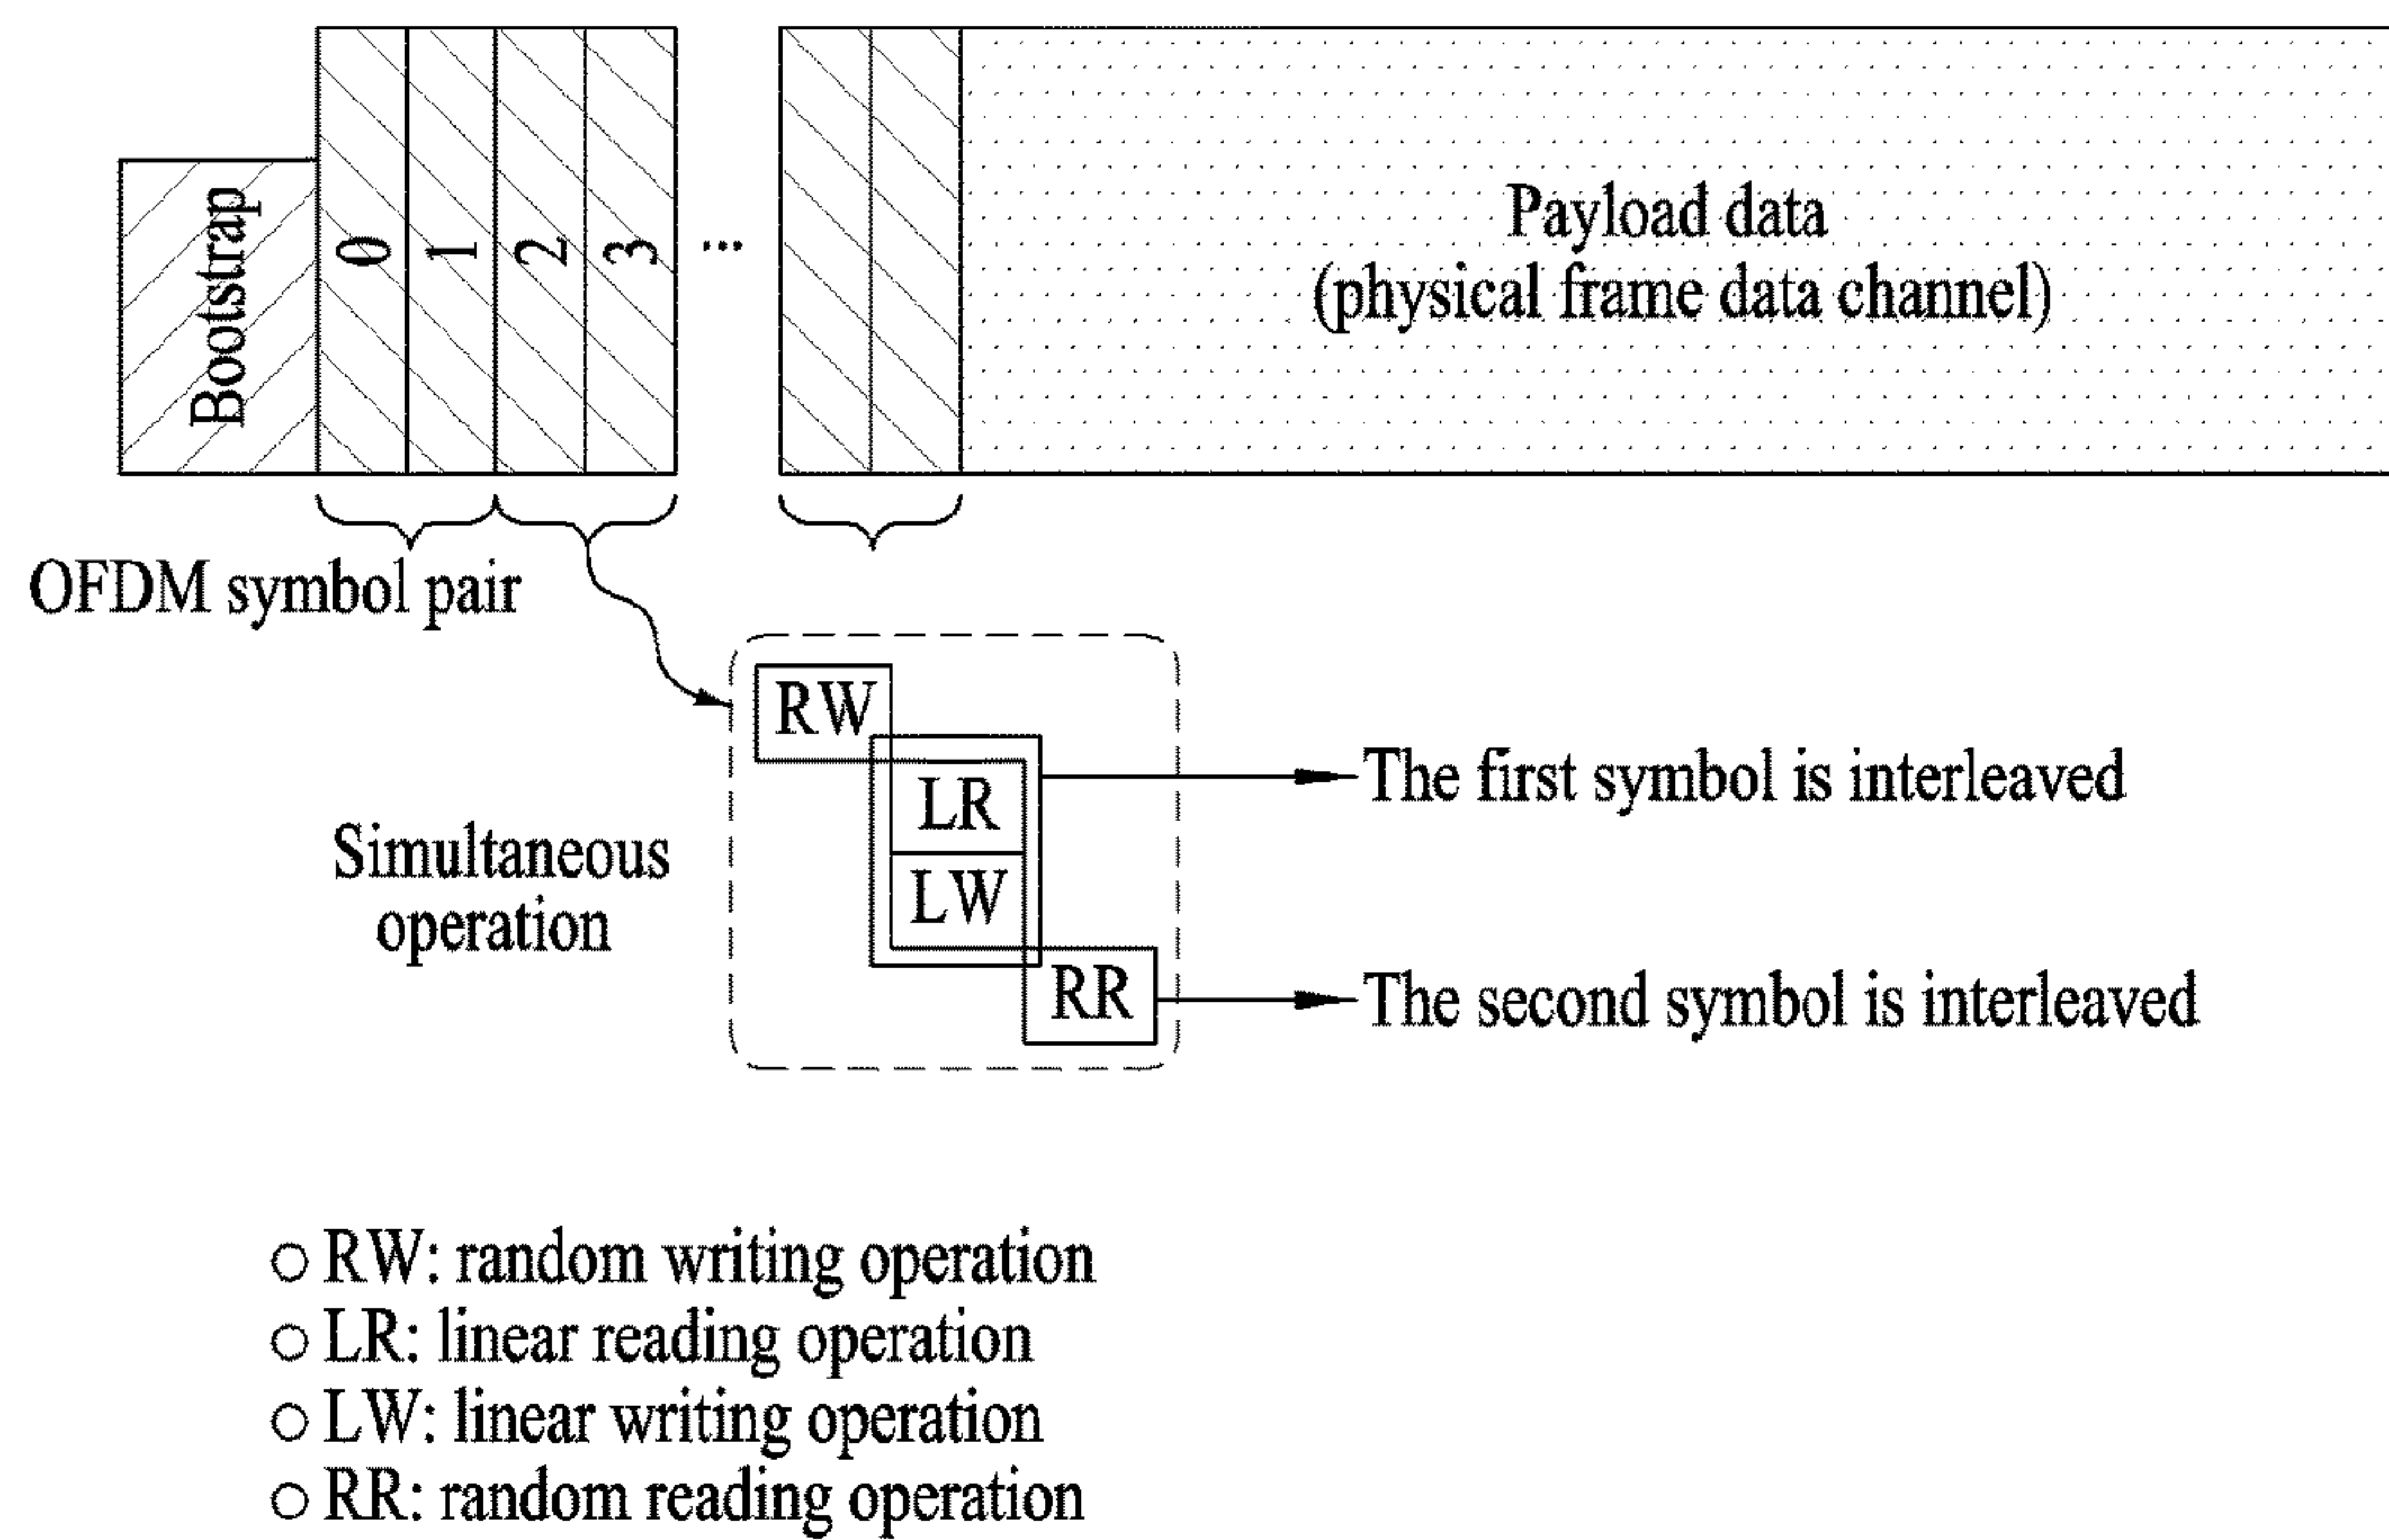 Bootstrap
0
1
2
3
...
Payload data
(physical frame data channel)
OFDM symbol pair
RW
LR
The first symbol is interleaved
Simultaneous
operation
LW
RR
The second symbol is interleaved
○ RW: random writing operation
○ LR: linear reading operation
○ LW: linear writing operation
○ RR: random reading operation